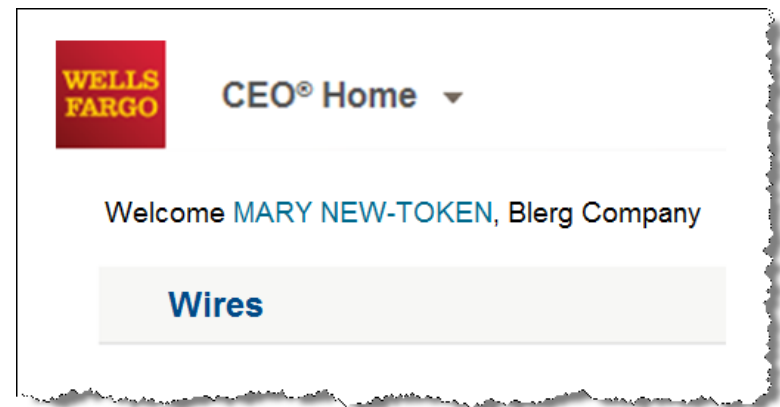 WELLS
FARGO
CEO® Home
Welcome MARY NEW-TOKEN, Blerg Company
Wires